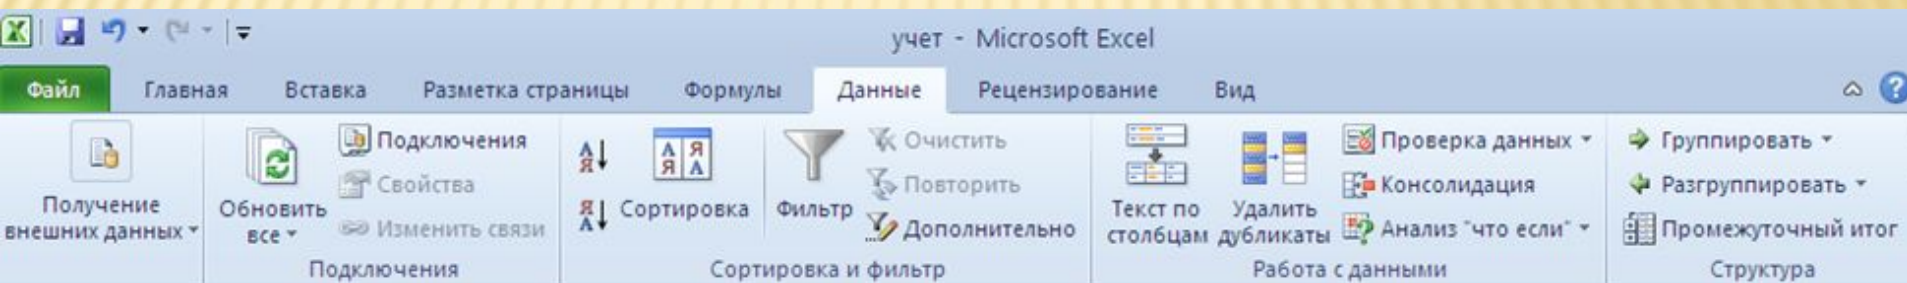 учет - Microsoft Excel
Файл Главная Вставка Разметка страницы Формулы Данные Рецензирование Вид
Получение внешних данных
Обновить все
Подключения
Свойства
Изменить связи
Подключения
Сортировка
Фильтр
Очистить
Повторить
Дополнительно
Сортировка и фильтр
Текст по столбцам
Удалить дубликаты
Проверка данных
Консолидация
Анализ "что если"
Работа с данными
Группировать
Разгруппировать
Промежуточный итог
Структура